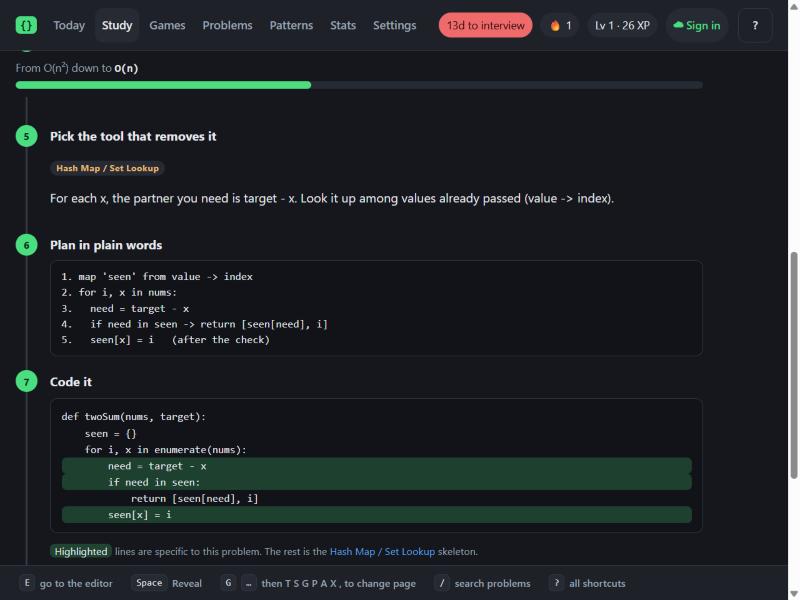 {}
Today Study Games Problems Patterns Stats Settings 13d to interview 🔥 1 Lv 1 · 26 XP Sign in ?
From O(n²) down to O(n)
5 Pick the tool that removes it
Hash Map / Set Lookup
For each x, the partner you need is target - x. Look it up among values already passed (value -> index).
6 Plan in plain words
1. map 'seen' from value -> index
2. for i, x in nums:
3.   need = target - x
4.   if need in seen -> return [seen[need], i]
5.   seen[x] = i   (after the check)
7 Code it
def twoSum(nums, target):
    seen = {}
    for i, x in enumerate(nums):
        need = target - x
        if need in seen:
            return [seen[need], i]
        seen[x] = i
Highlighted lines are specific to this problem. The rest is the Hash Map / Set Lookup skeleton.
E go to the editor Space Reveal G … then T S G P A X , to change page / search problems ? all shortcuts